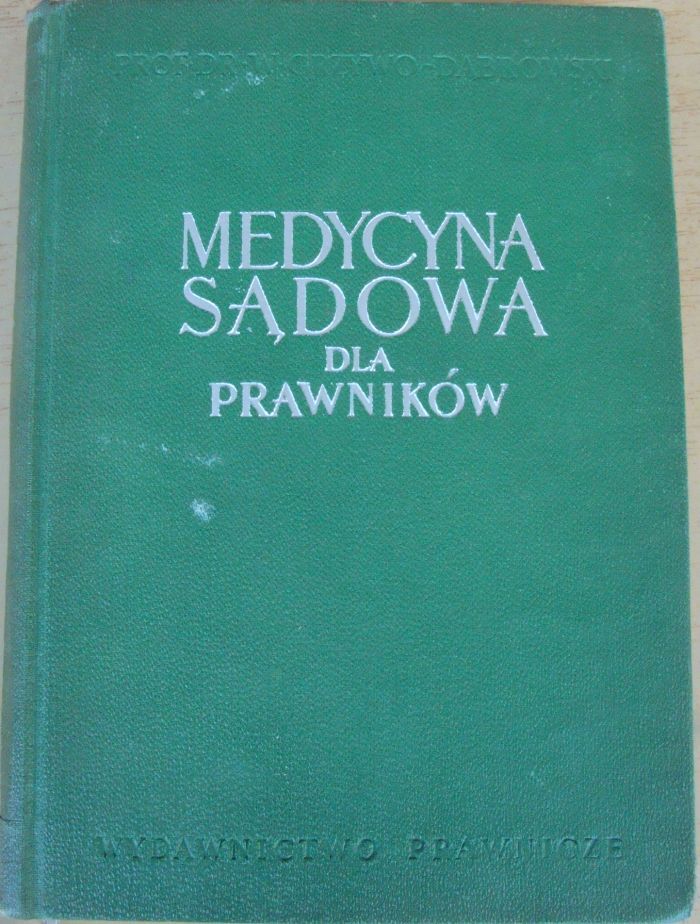 PROF. DR W. GRZYWO-DĄBROWSKI
MEDYCYNA
SĄDOWA
DLA
PRAWNIKÓW
WYDAWNICTWO PRAWNICZE